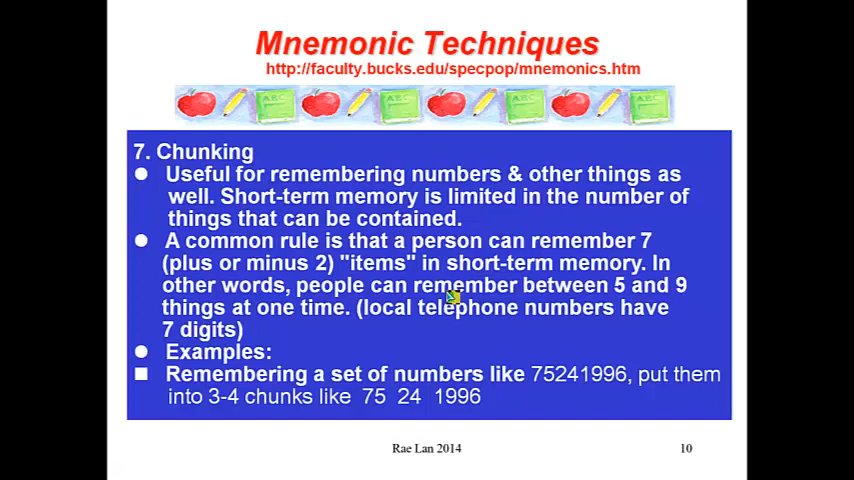 Mnemonic Techniques
http://faculty.bucks.edu/specpop/mnemonics.htm
ABC ABC ABC ABC
7. Chunking
Useful for remembering numbers & other things as
well. Short-term memory is limited in the number of
things that can be contained.
A common rule is that a person can remember 7
(plus or minus 2) "items" in short-term memory. In
other words, people can remember between 5 and 9
things at one time. (local telephone numbers have
7 digits)
Examples:
Remembering a set of numbers like 75241996, put them
into 3-4 chunks like 75 24 1996
Rae Lan 2014 10